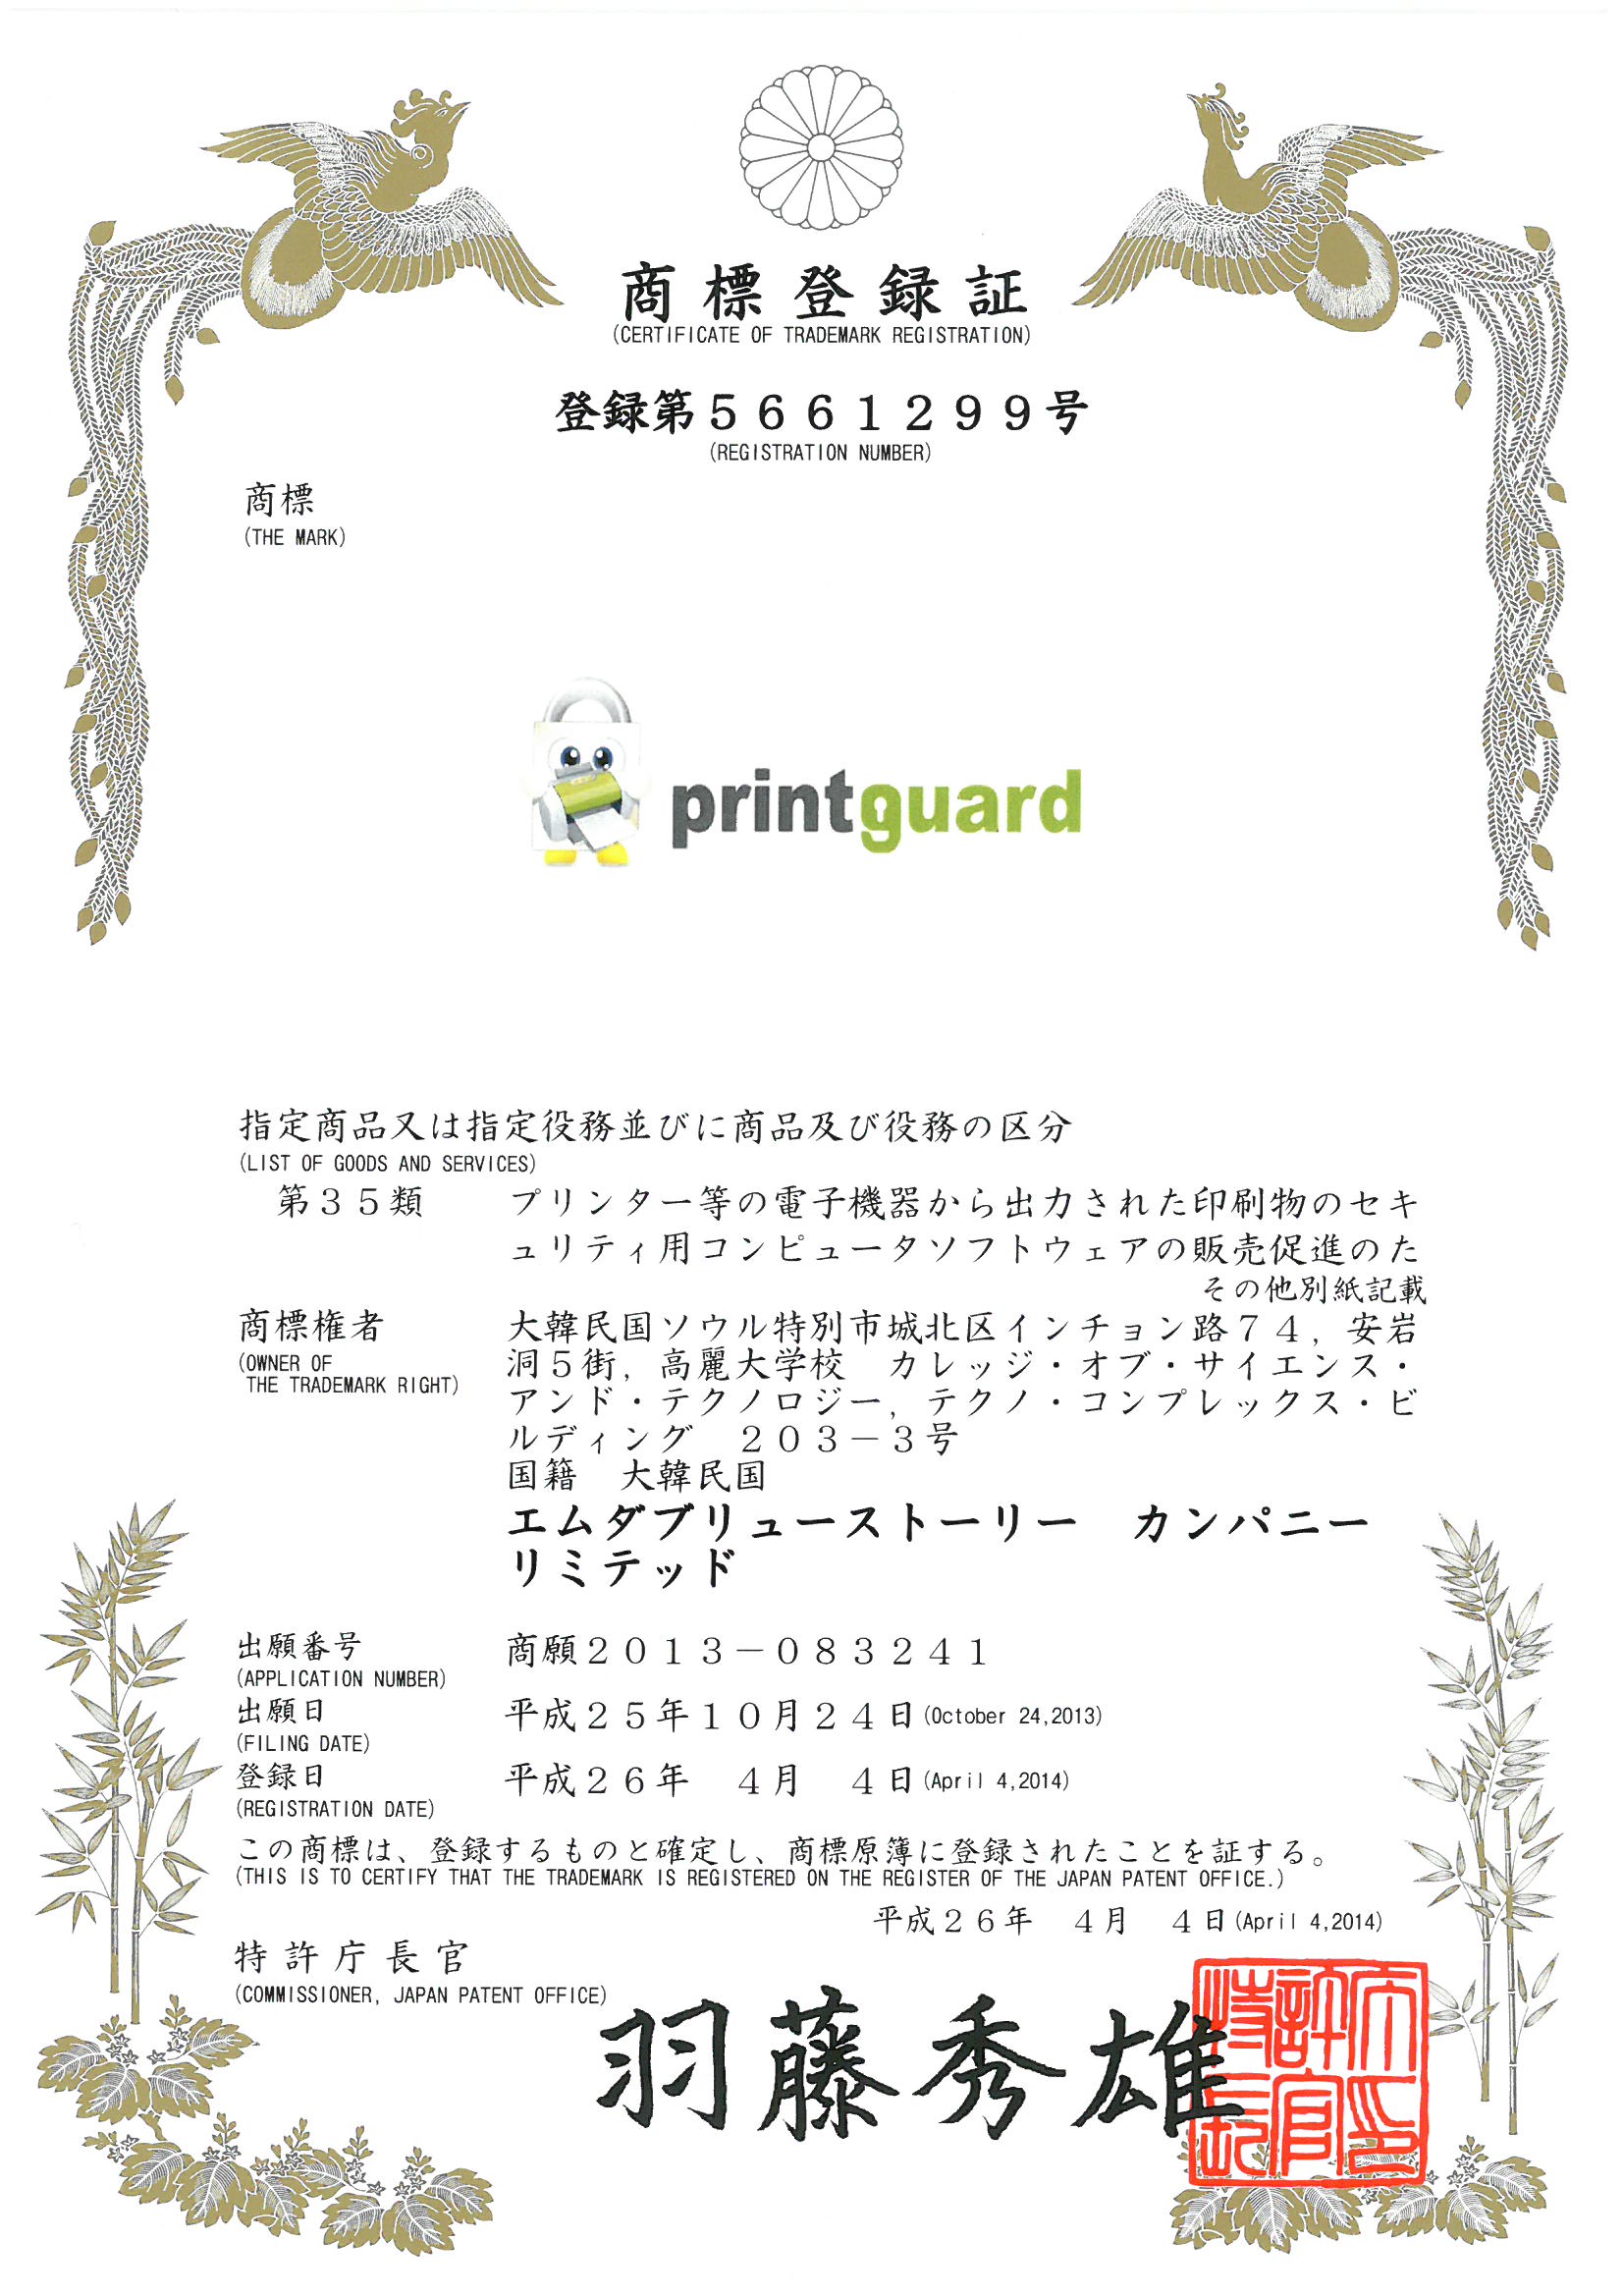 商標登録証
(CERTIFICATE OF TRADEMARK REGISTRATION)
登録第５６６１２９９号
(REGISTRATION NUMBER)
商標
(THE MARK)
printguard
指定商品又は指定役務並びに商品及び役務の区分
(LIST OF GOODS AND SERVICES)
第３５類　プリンター等の電子機器から出力された印刷物のセキ
ュリティ用コンピュータソフトウェアの販売促進のた
その他別紙記載
商標権者　大韓民国ソウル特別市城北区インチョン路７４，安岩
(OWNER OF
THE TRADEMARK RIGHT)
洞５街，高麗大学校　カレッジ・オブ・サイエンス・
アンド・テクノロジー，テクノ・コンプレックス・ビ
ルディング　２０３－３号
国籍　大韓民国
エムダブリューストーリー　カンパニー
リミテッド
出願番号　商願２０１３－０８３２４１
(APPLICATION NUMBER)
出願日　平成２５年１０月２４日(October 24,2013)
(FILING DATE)
登録日　平成２６年　４月　４日(April 4,2014)
(REGISTRATION DATE)
この商標は、登録するものと確定し、商標原簿に登録されたことを証する。
(THIS IS TO CERTIFY THAT THE TRADEMARK IS REGISTERED ON THE REGISTER OF THE JAPAN PATENT OFFICE.)
平成２６年　４月　４日(April 4,2014)
特許庁長官
(COMMISSIONER, JAPAN PATENT OFFICE)
羽藤秀雄